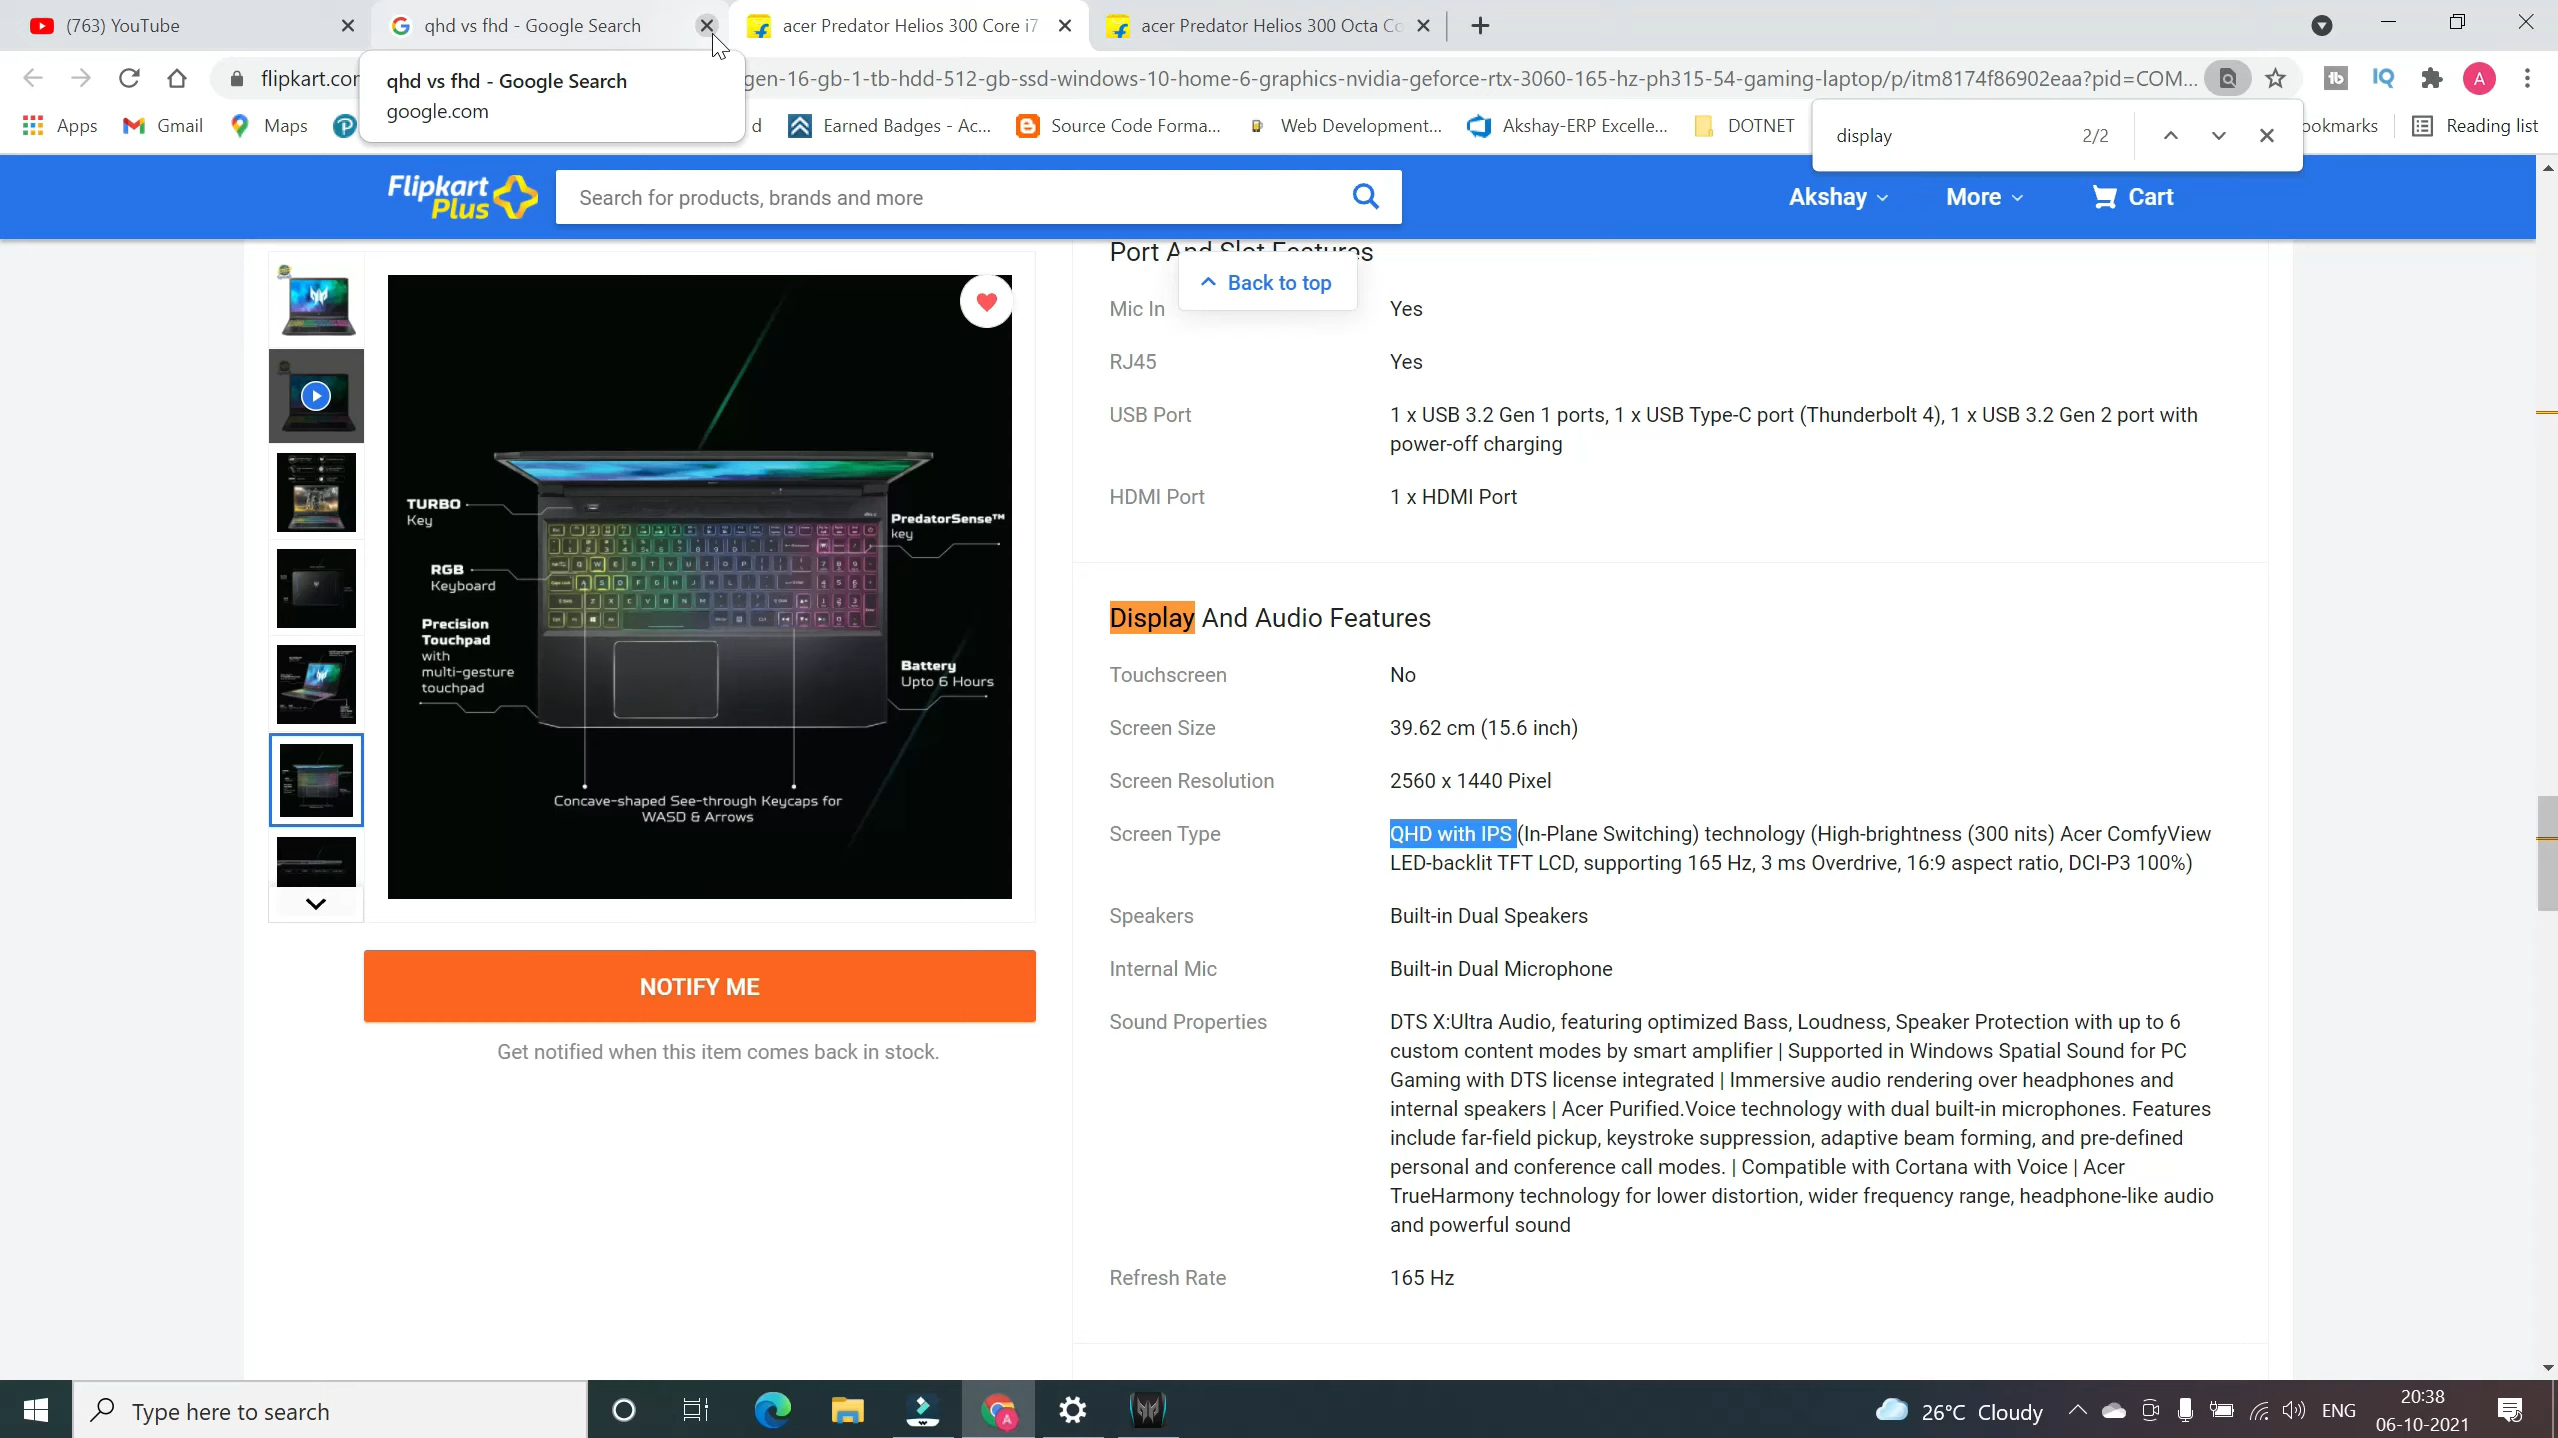 (763) YouTube
qhd vs fhd - Google Search
acer Predator Helios 300 Core i7
acer Predator Helios 300 Octa Co
flipkart.cor
gen-16-gb-1-tb-hdd-512-gb-ssd-windows-10-home-6-graphics-nvidia-geforce-rtx-3060-165-hz-ph315-54-gaming-laptop/p/itm8174f86902eaa?pid=COM...
qhd vs fhd - Google Search
google.com
Apps
Gmail
Maps
d
Earned Badges - Ac...
Source Code Forma...
Web Development...
Akshay-ERP Excelle...
DOTNET
ookmarks
Reading list
display
2/2
Flipkart
Plus
Search for products, brands and more
Akshay
More
Cart
Port And Slot Features
Back to top
Mic In Yes
RJ45 Yes
USB Port 1 x USB 3.2 Gen 1 ports, 1 x USB Type-C port (Thunderbolt 4), 1 x USB 3.2 Gen 2 port with
power-off charging
HDMI Port 1 x HDMI Port
TURBO
Key
RGB
Keyboard
Precision
Touchpad
with
multi-gesture
touchpad
PredatorSense™
key
Battery
Upto 6 Hours
Concave-shaped See-through Keycaps for
WASD & Arrows
NOTIFY ME
Get notified when this item comes back in stock.
Display And Audio Features
Touchscreen No
Screen Size 39.62 cm (15.6 inch)
Screen Resolution 2560 x 1440 Pixel
Screen Type QHD with IPS (In-Plane Switching) technology (High-brightness (300 nits) Acer ComfyView
LED-backlit TFT LCD, supporting 165 Hz, 3 ms Overdrive, 16:9 aspect ratio, DCI-P3 100%)
Speakers Built-in Dual Speakers
Internal Mic Built-in Dual Microphone
Sound Properties DTS X:Ultra Audio, featuring optimized Bass, Loudness, Speaker Protection with up to 6
custom content modes by smart amplifier | Supported in Windows Spatial Sound for PC
Gaming with DTS license integrated | Immersive audio rendering over headphones and
internal speakers | Acer Purified.Voice technology with dual built-in microphones. Features
include far-field pickup, keystroke suppression, adaptive beam forming, and pre-defined
personal and conference call modes. | Compatible with Cortana with Voice | Acer
TrueHarmony technology for lower distortion, wider frequency range, headphone-like audio
and powerful sound
Refresh Rate 165 Hz
Type here to search
26°C Cloudy
ENG
20:38
06-10-2021